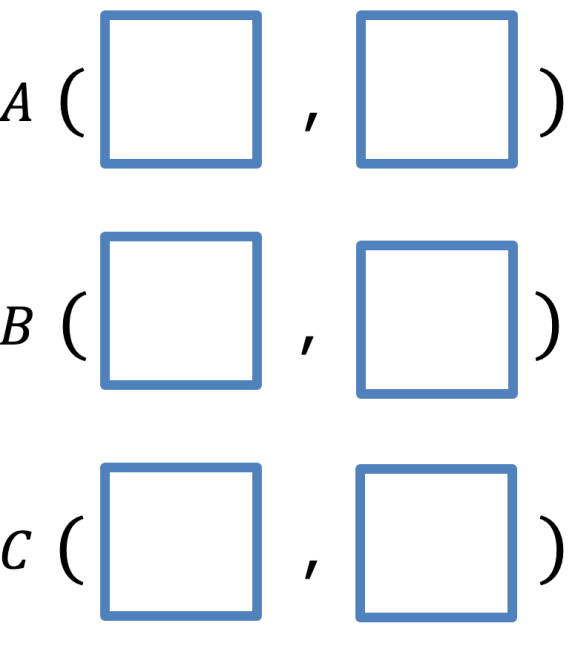 A ( , )
B ( , )
C ( , )